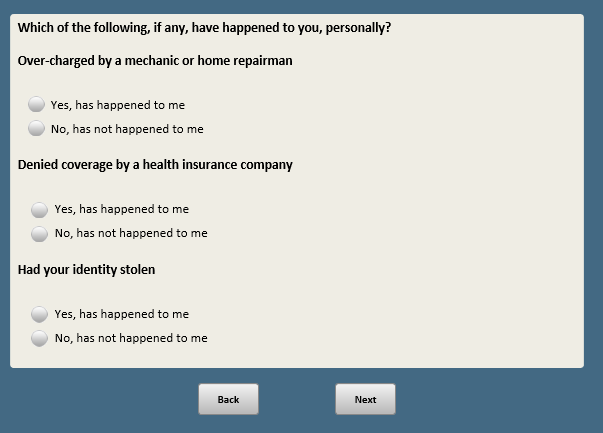 Which of the following, if any, have happened to you, personally?
Over-charged by a mechanic or home repairman
Yes, has happened to me
No, has not happened to me
Denied coverage by a health insurance company
Yes, has happened to me
No, has not happened to me
Had your identity stolen
Yes, has happened to me
No, has not happened to me
Back Next